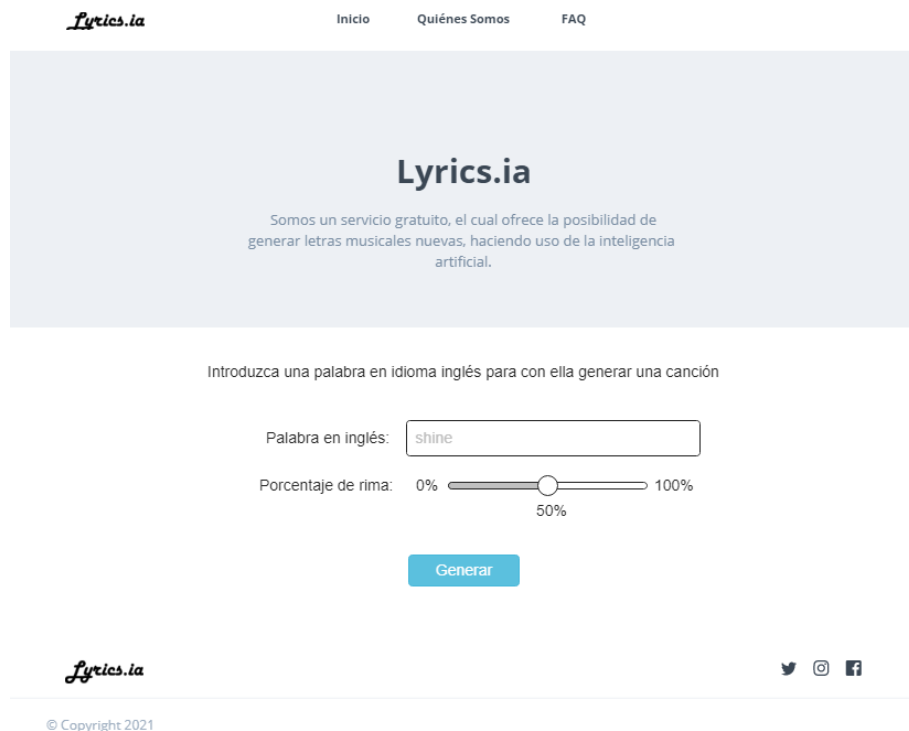 Lyrics.ia Inicio Quiénes Somos FAQ
Lyrics.ia
Somos un servicio gratuito, el cual ofrece la posibilidad de
generar letras musicales nuevas, haciendo uso de la inteligencia
artificial.
Introduzca una palabra en idioma inglés para con ella generar una canción
Palabra en inglés: shine
Porcentaje de rima: 0% 100%
50%
Generar
Lyrics.ia
© Copyright 2021